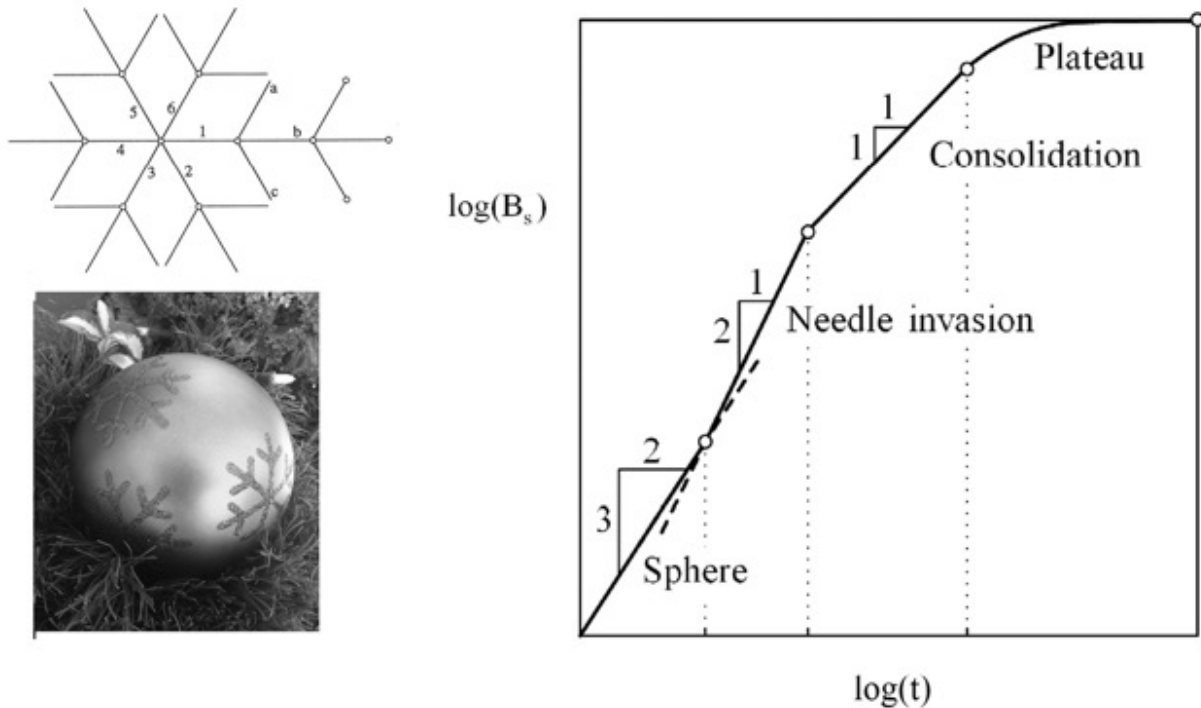 a
5
6
1
b
4
3
2
c
log(B_s)
Plateau
1
1
Consolidation
1
2
Needle invasion
2
3
Sphere
log(t)